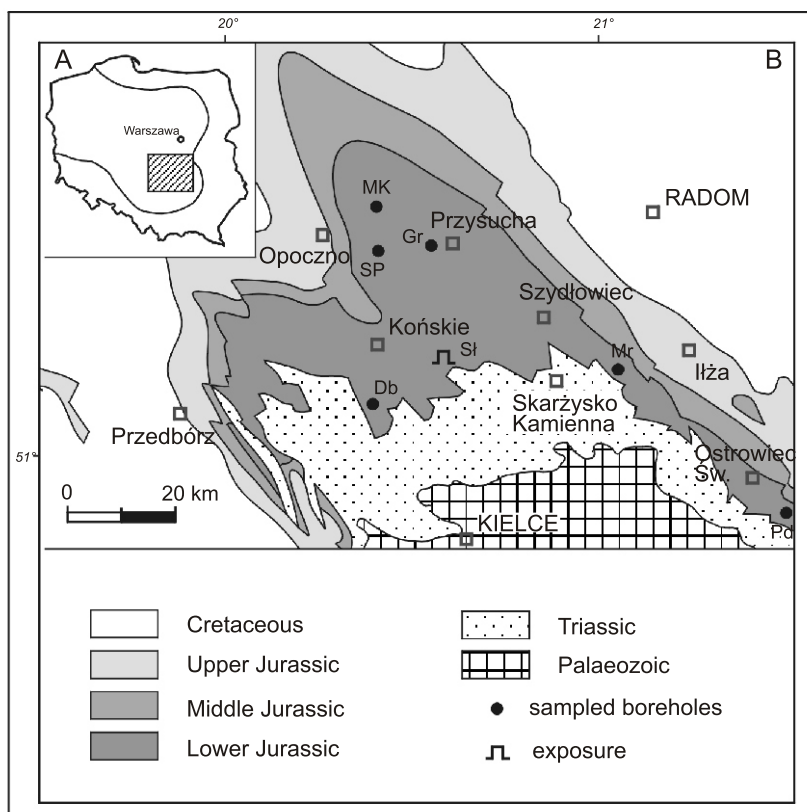 20°
21°
A
B
Warszawa
RADOM
MK
Gr
Przysucha
Opoczno
SP
Szydłowiec
Końskie
Sł
Mr
Iłża
Db
Skarżysko
Kamienna
Przedbórz
51°
Ostrowiec
Św.
0
20 km
KIELCE
Pd
Cretaceous
Upper Jurassic
Middle Jurassic
Lower Jurassic
Triassic
Palaeozoic
sampled boreholes
exposure